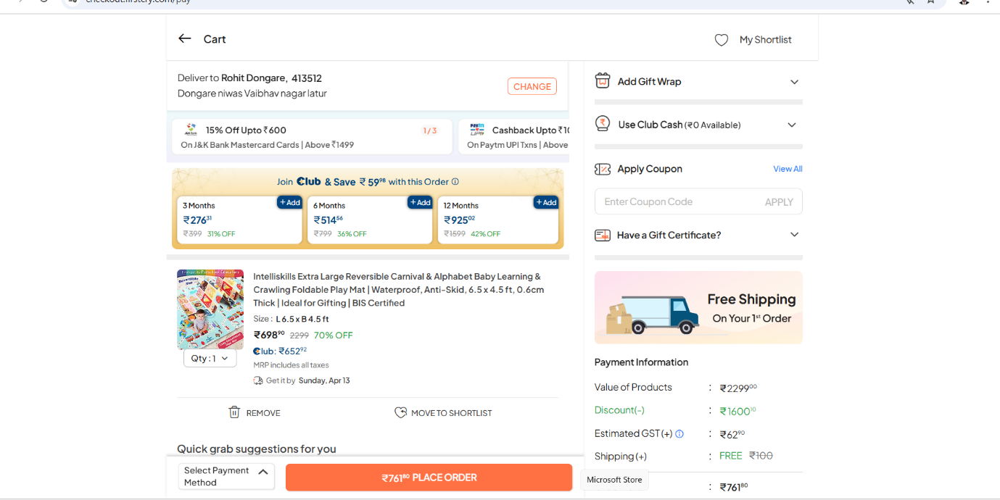 checkout.firstcry.com/pay
Cart
My Shortlist
Deliver to Rohit Dongare, 413512
Dongare niwas Vaibhav nagar latur
CHANGE
15% Off Upto ₹600
1/3
On J&K Bank Mastercard Cards | Above ₹1499
Cashback Upto ₹10
On Paytm UPI Txns | Above
Join Club & Save ₹ 59⁹⁸ with this Order
3 Months
+ Add
₹276³¹
₹399 31% OFF
6 Months
+ Add
₹514⁵⁶
₹799 36% OFF
12 Months
+ Add
₹925⁰²
₹1599 42% OFF
Intelliskills Extra Large Reversible Carnival & Alphabet Baby Learning &
Crawling Foldable Play Mat | Waterproof, Anti-Skid, 6.5 x 4.5 ft, 0.6cm
Thick | Ideal for Gifting | BIS Certified
Size : L 6.5 x B 4.5 ft
₹698⁹⁰ 2299 70% OFF
Club: ₹652⁹²
MRP includes all taxes
Get it by Sunday, Apr 13
Qty : 1
REMOVE
MOVE TO SHORTLIST
Quick grab suggestions for you
Select Payment
Method
₹761⁸⁰ PLACE ORDER
Add Gift Wrap
Use Club Cash (₹0 Available)
Apply Coupon
View All
Enter Coupon Code
APPLY
Have a Gift Certificate?
Free Shipping
On Your 1ˢᵗ Order
Payment Information
Value of Products : ₹2299⁰⁰
Discount(-) : ₹1600¹⁰
Estimated GST (+) : ₹62⁹⁰
Shipping (+) : FREE ₹100
Microsoft Store
: ₹761⁸⁰